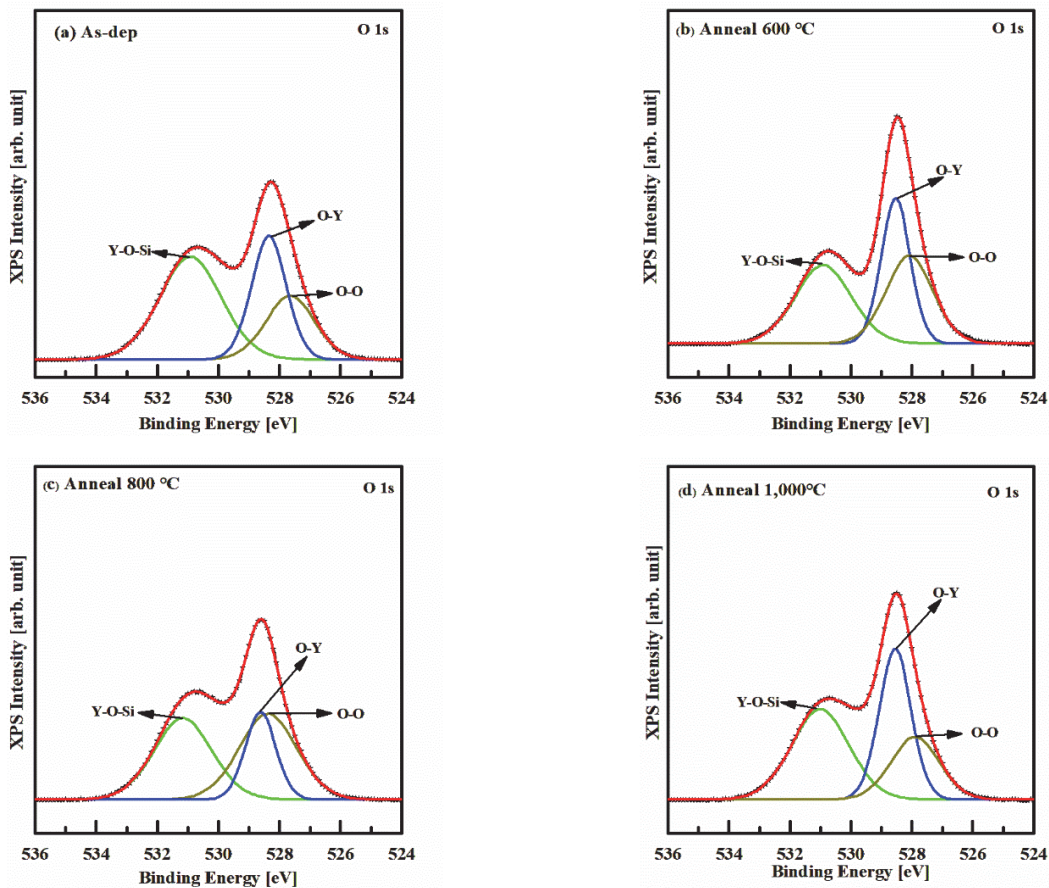 (a) As-dep
O 1s
XPS Intensity [arb. unit]
Y-O-Si
O-Y
O-O
536 534 532 530 528 526 524
Binding Energy [eV]
(b) Anneal 600 °C
O 1s
XPS Intensity [arb. unit]
Y-O-Si
O-Y
O-O
536 534 532 530 528 526 524
Binding Energy [eV]
(c) Anneal 800 °C
O 1s
XPS Intensity [arb. unit]
Y-O-Si
O-Y
O-O
536 534 532 530 528 526 524
Binding Energy [eV]
(d) Anneal 1,000°C
O 1s
XPS Intensity [arb. unit]
Y-O-Si
O-Y
O-O
536 534 532 530 528 526 524
Binding Energy [eV]